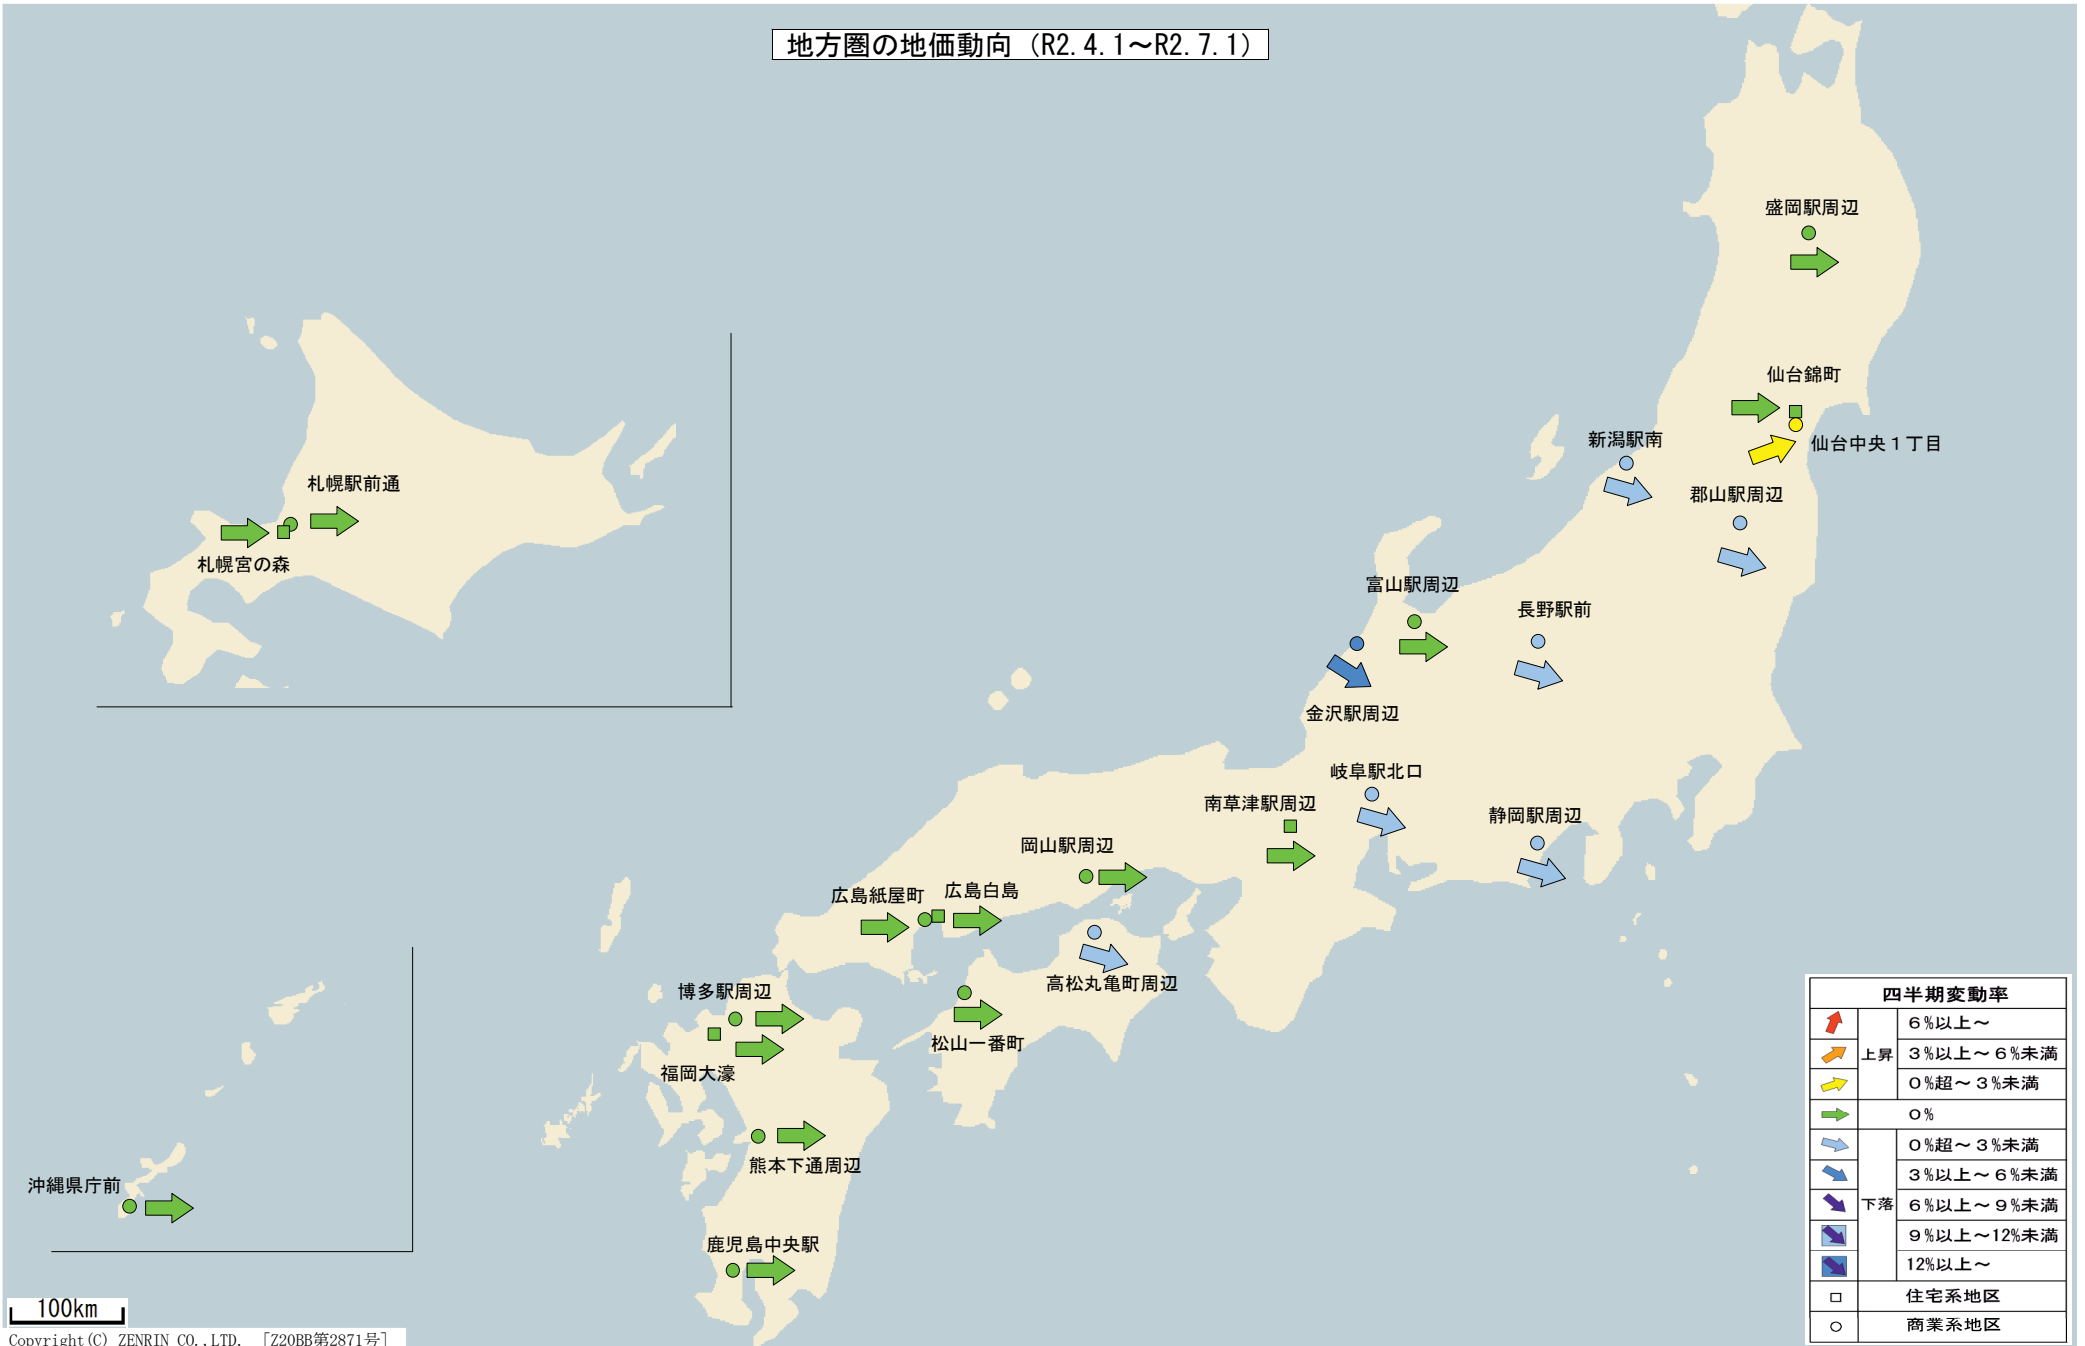 地方圏の地価動向（R2.4.1～R2.7.1）
盛岡駅周辺
仙台錦町
仙台中央１丁目
新潟駅南
郡山駅周辺
札幌駅前通
札幌宮の森
富山駅周辺
長野駅前
金沢駅周辺
岐阜駅北口
南草津駅周辺
静岡駅周辺
岡山駅周辺
広島紙屋町
広島白島
高松丸亀町周辺
博多駅周辺
松山一番町
福岡大濠
熊本下通周辺
沖縄県庁前
鹿児島中央駅
四半期変動率
上昇
６%以上～
３%以上～６%未満
０%超～３%未満
０%
下落
０%超～３%未満
３%以上～６%未満
６%以上～９%未満
９%以上～12%未満
12%以上～
住宅系地区
商業系地区
100km
Copyright(C) ZENRIN CO.,LTD. ［Z20BB第2871号］